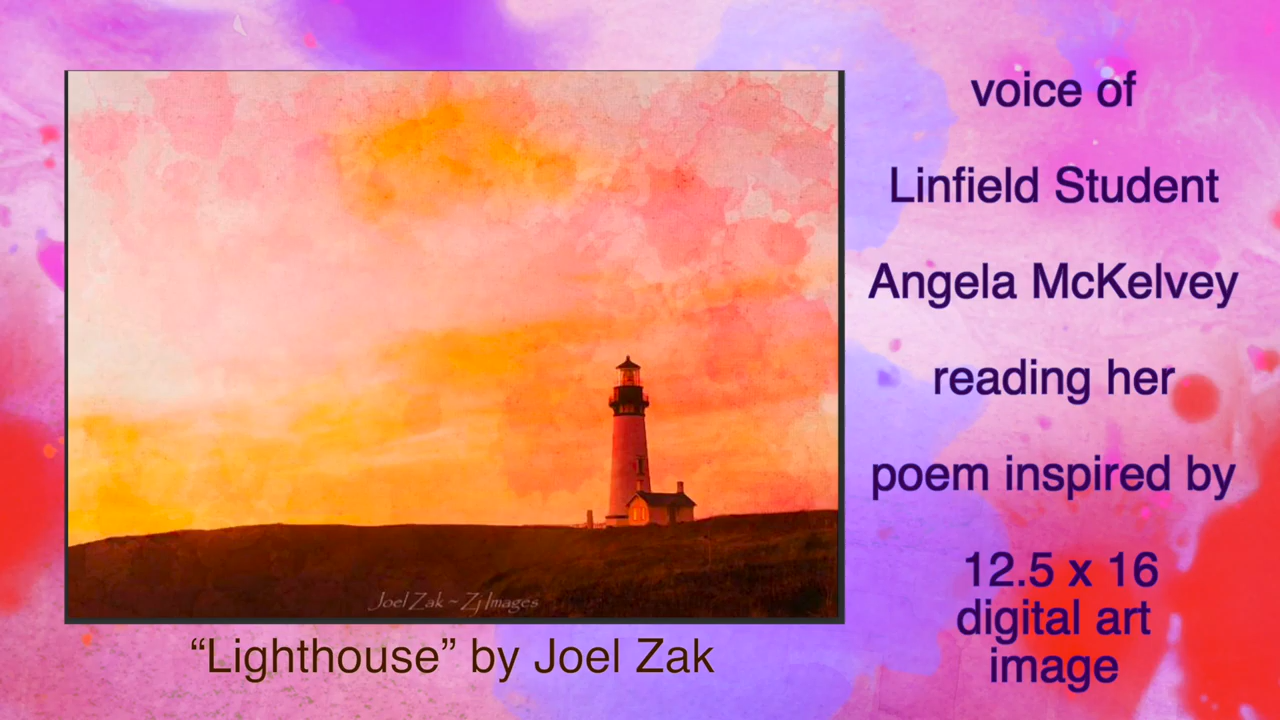 voice of
Linfield Student
Angela McKelvey
reading her
poem inspired by
12.5 x 16
digital art
image
Joel Zak ~ Zj Images
“Lighthouse” by Joel Zak